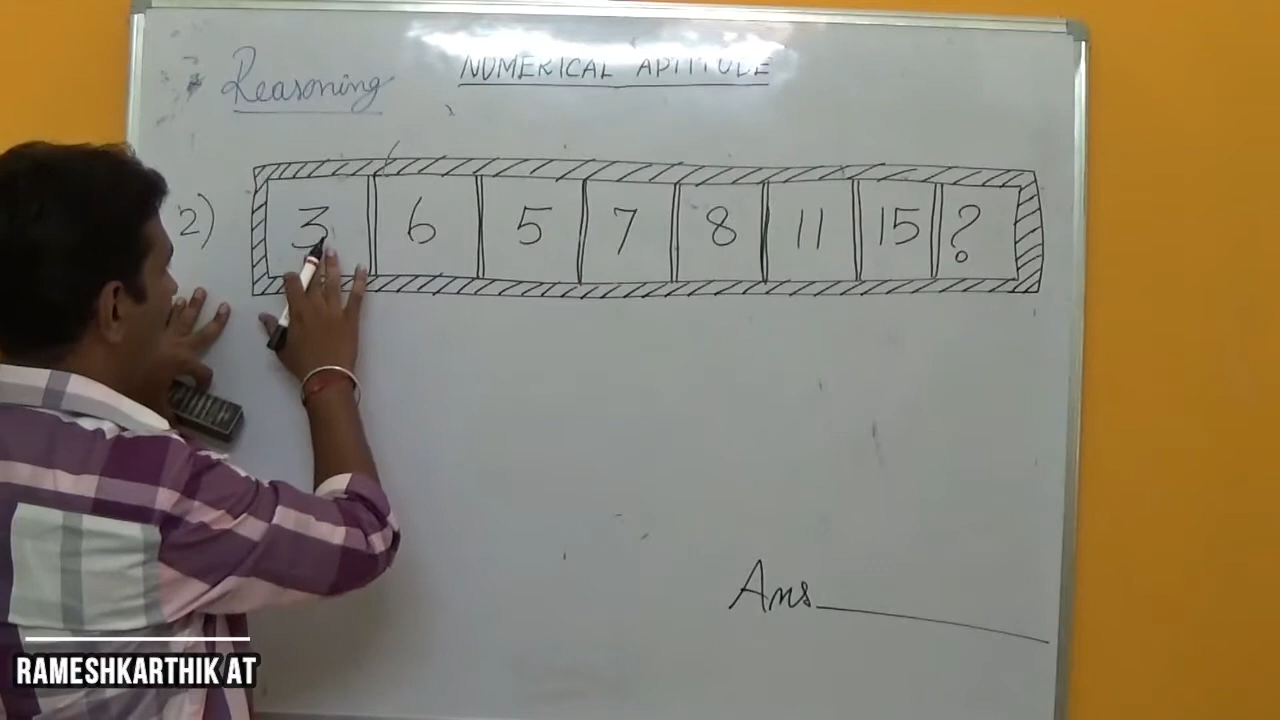 Reasoning
NUMERICAL APTITUDE
2)
3 6 5 7 8 11 15 ?
Ans
RAMESHKARTHIK AT